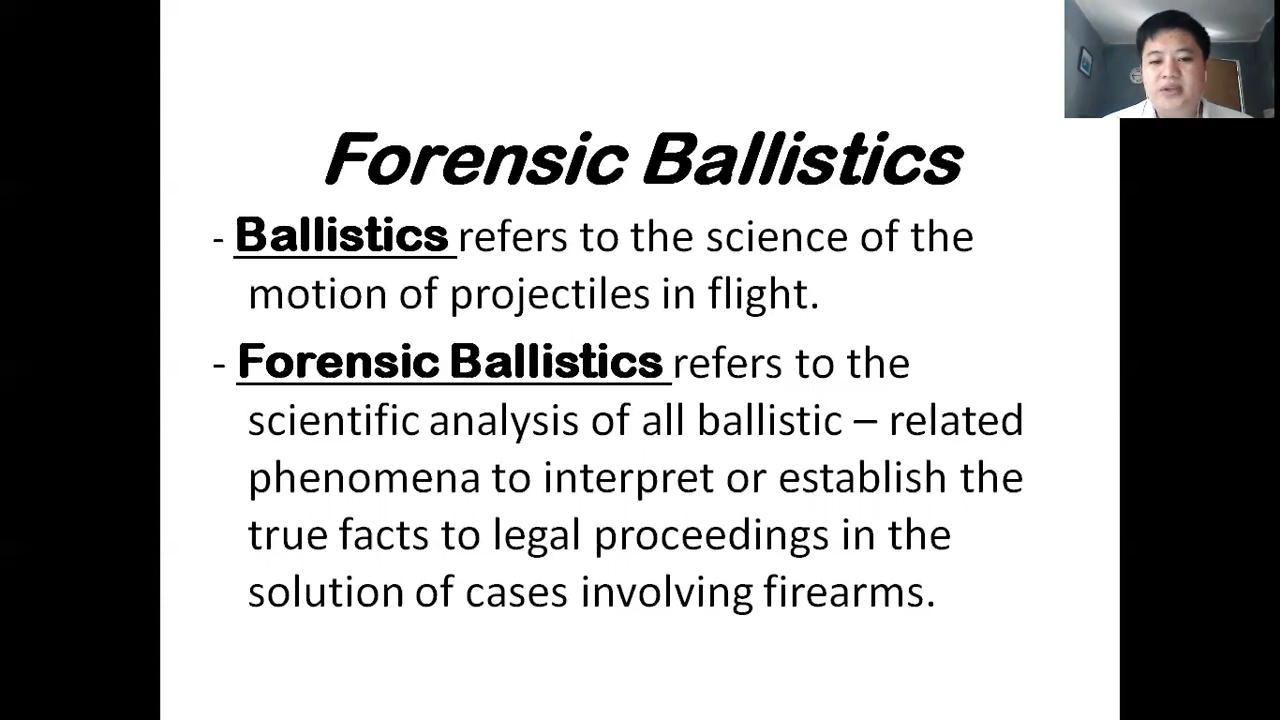 Forensic Ballistics
- Ballistics refers to the science of the
motion of projectiles in flight.
- Forensic Ballistics refers to the
scientific analysis of all ballistic – related
phenomena to interpret or establish the
true facts to legal proceedings in the
solution of cases involving firearms.